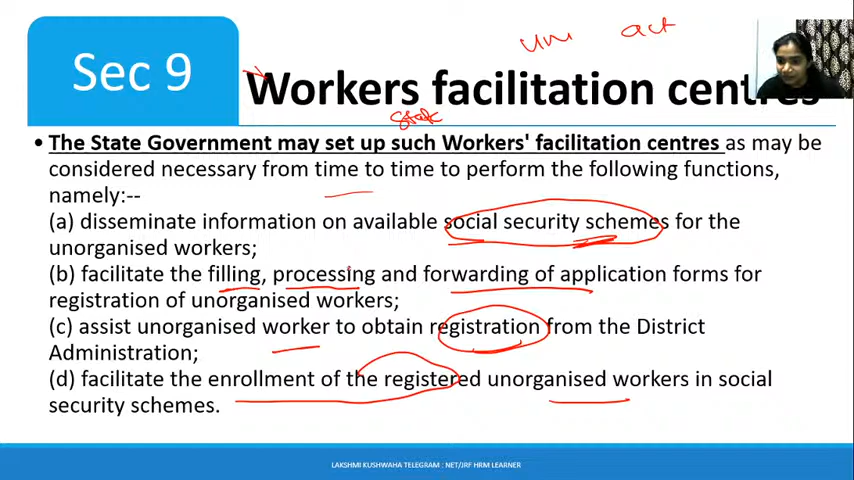 Sec 9
Workers facilitation centres
act
State
• The State Government may set up such Workers' facilitation centres as may be
considered necessary from time to time to perform the following functions,
namely:--
(a) disseminate information on available social security schemes for the
unorganised workers;
(b) facilitate the filling, processing and forwarding of application forms for
registration of unorganised workers;
(c) assist unorganised worker to obtain registration from the District
Administration;
(d) facilitate the enrollment of the registered unorganised workers in social
security schemes.
LAKSHMI KUSHWAHA TELEGRAM : NET/JRF HRM LEARNER